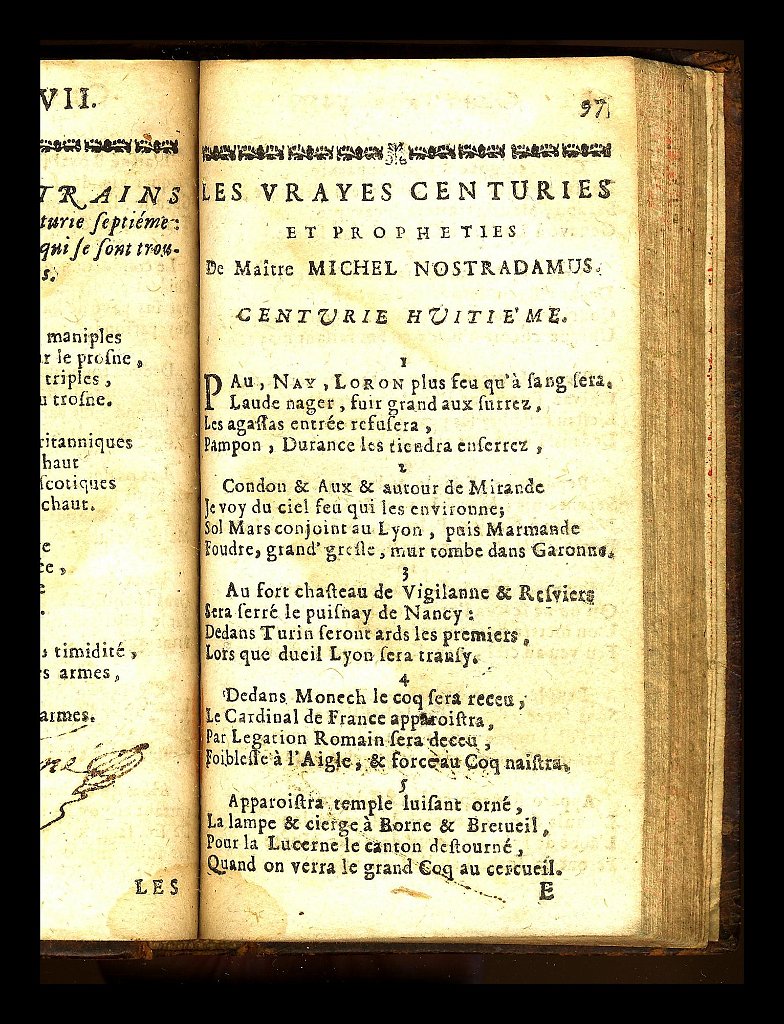 VII.
TRAINS
turie septiéme:
qui se sont trou-
s.
maniples
r le prosne,
triples,
u trosne.
ritanniques
haut
scotiques
chaut.
e
ée,
e
timidité,
s armes,
armes.
LES
97
LES VRAYES CENTURIES
ET PROPHETIES
De Maître MICHEL NOSTRADAMUS.
CENTURIE HUITIÉME.
1
PAu, NAY, LORON plus feu qu'à sang sera.
Laude nager, fuir grand aux surrez,
Les agassas entrée refusera,
Pampon, Durance les tiendra enserrez,
2
Condon & Aux & autour de Mirande
Je voy du ciel feu qui les environne;
Sol Mars conjoint au Lyon, puis Marmande
Foudre, grand' gresle, mur tombe dans Garonne.
3
Au fort chasteau de Vigilanne & Resviers
Sera serré le puisnay de Nancy:
Dedans Turin seront ards les premiers,
Lors que dueil Lyon sera transy.
4
Dedans Monech le coq sera receu,
Le Cardinal de France apparoistra,
Par Legation Romain sera deceu,
Foiblesse à l'Aigle, & force au Coq naistra.
5
Apparoistra temple luisant orné,
La lampe & cierge à Borne & Bretueil,
Pour la Lucerne le canton destourné,
Quand on verra le grand Coq au cercueil.
E